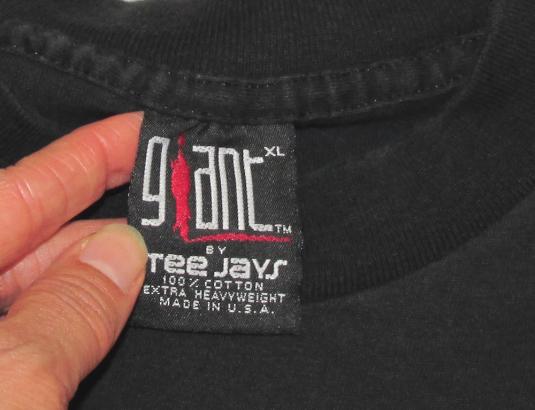 giant XL ™
BY
Tee Jays
100% COTTON
EXTRA HEAVYWEIGHT
MADE IN U.S.A.